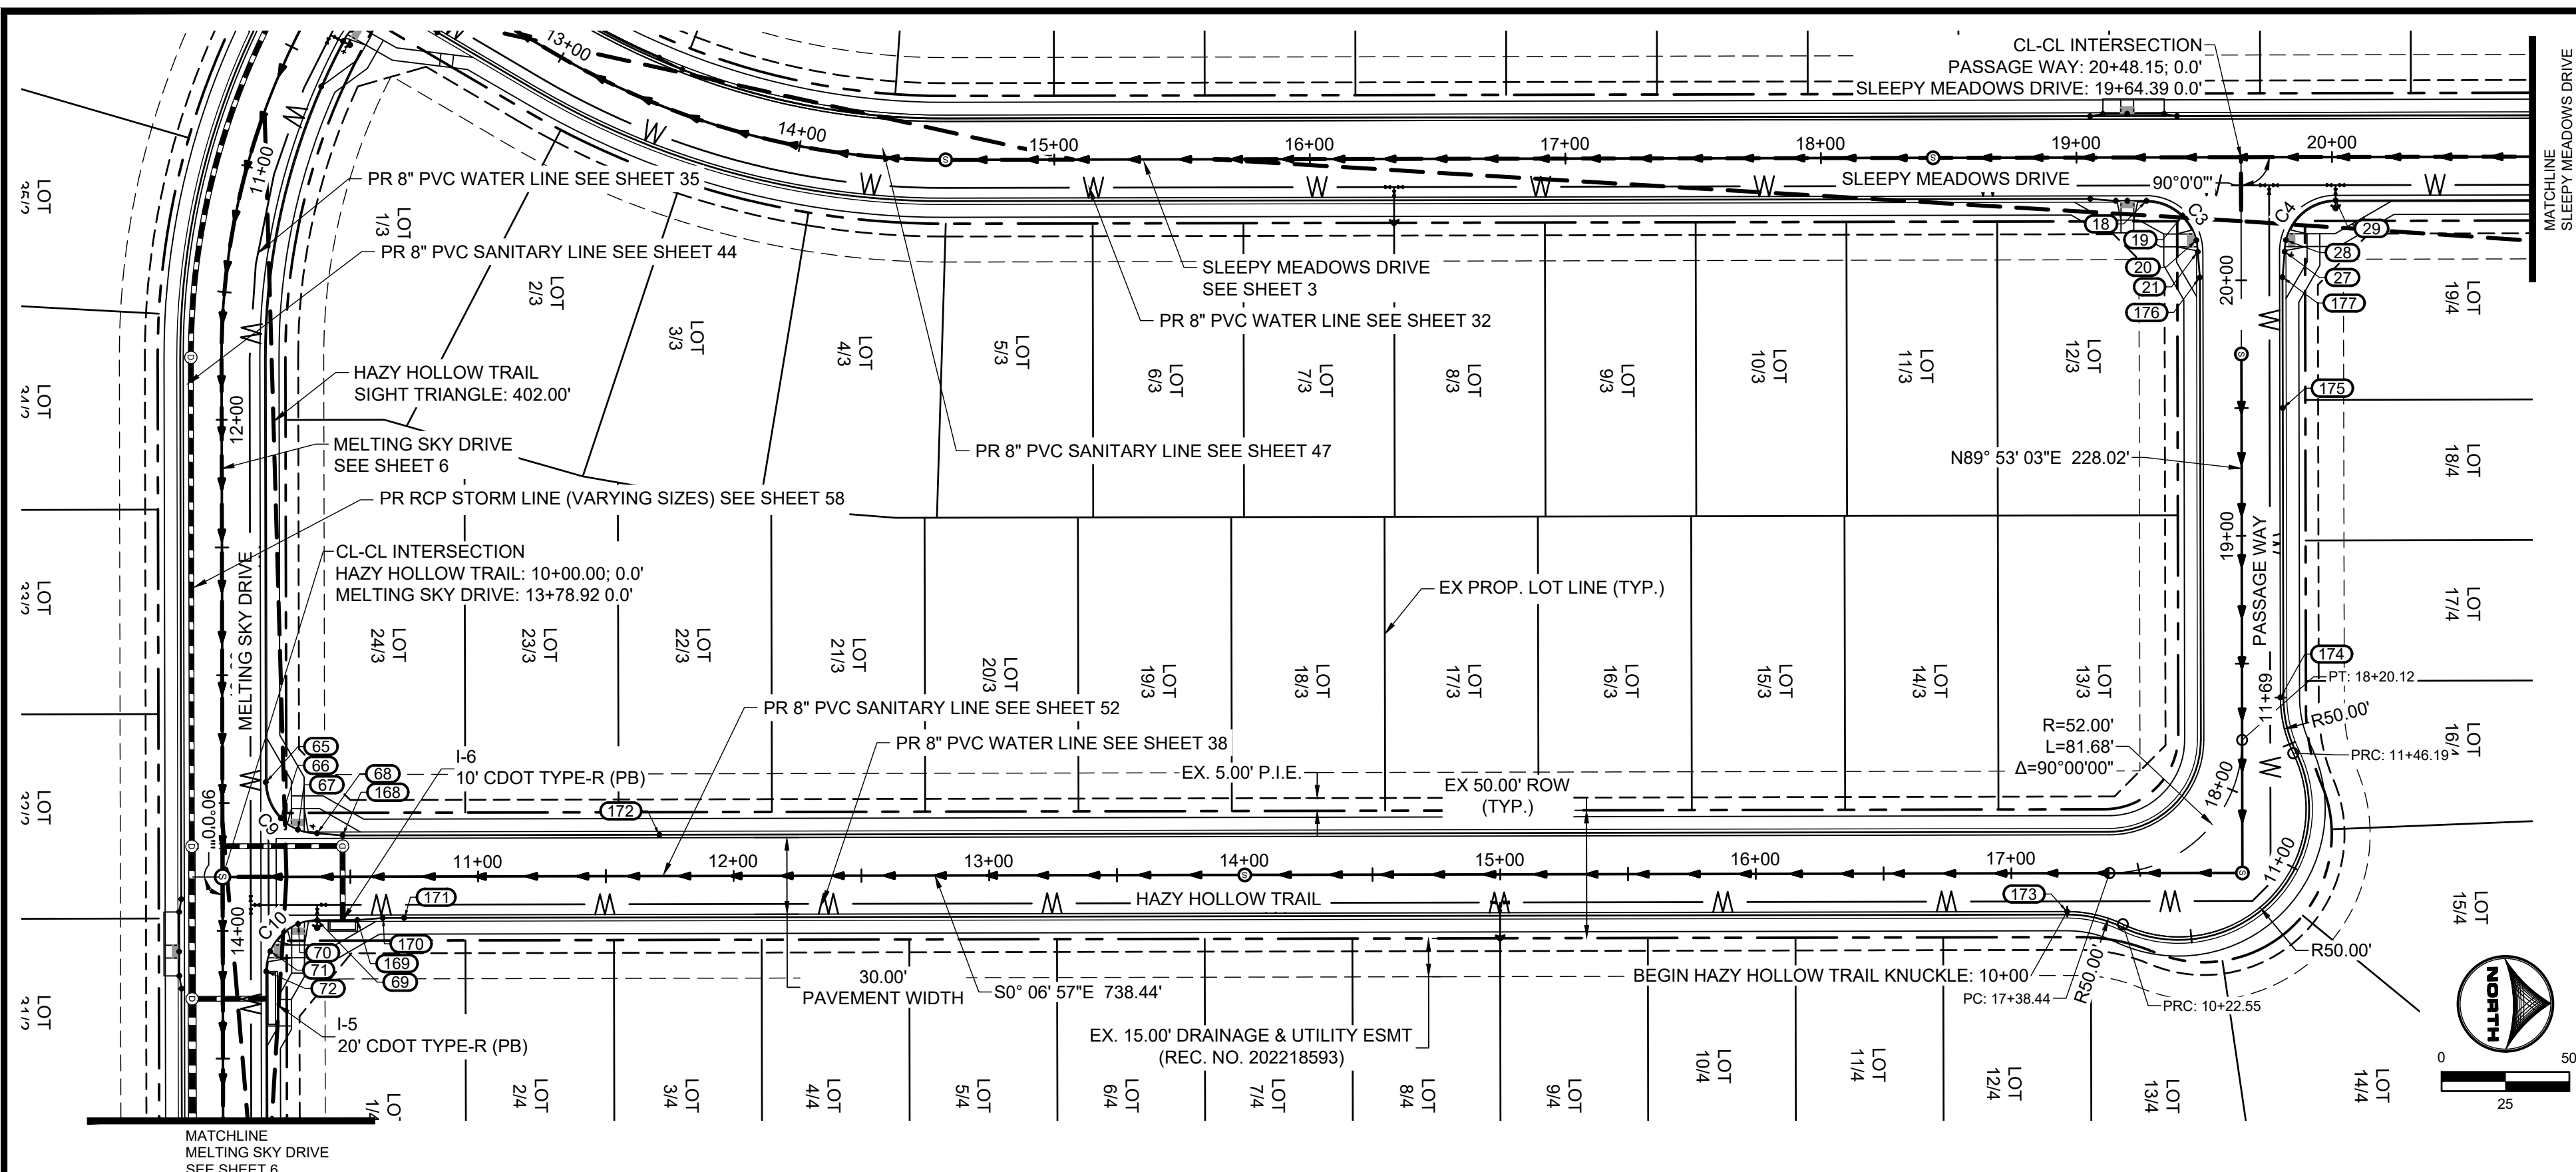 CL-CL INTERSECTION
PASSAGE WAY: 20+48.15; 0.0'
SLEEPY MEADOWS DRIVE: 19+64.39 0.0'
MATCHLINE
SLEEPY MEADOWS DRIVE
13+00
14+00
15+00
16+00
17+00
18+00
19+00
20+00
11+00
PR 8" PVC WATER LINE SEE SHEET 35
SLEEPY MEADOWS DRIVE
90°0'0"
C3
C4
LOT
1/3
PR 8" PVC SANITARY LINE SEE SHEET 44
18
19
20
21
176
29
28
27
177
20+00
SLEEPY MEADOWS DRIVE
SEE SHEET 3
PR 8" PVC WATER LINE SEE SHEET 32
LOT
2/3
LOT
3/3
LOT
4/3
LOT
5/3
LOT
6/3
LOT
7/3
LOT
8/3
LOT
9/3
LOT
10/3
LOT
11/3
LOT
12/3
LOT
19/4
HAZY HOLLOW TRAIL
SIGHT TRIANGLE: 402.00'
175
12+00
MELTING SKY DRIVE
SEE SHEET 6
PR 8" PVC SANITARY LINE SEE SHEET 47
N89° 53' 03"E 228.02'
LOT
18/4
PR RCP STORM LINE (VARYING SIZES) SEE SHEET 58
19+00
PASSAGE WAY
CL-CL INTERSECTION
HAZY HOLLOW TRAIL: 10+00.00; 0.0'
MELTING SKY DRIVE: 13+78.92 0.0'
MELTING SKY DRIVE
EX PROP. LOT LINE (TYP.)
LOT
17/4
LOT
24/3
LOT
23/3
LOT
22/3
LOT
21/3
LOT
20/3
LOT
19/3
LOT
18/3
LOT
17/3
LOT
16/3
LOT
15/3
LOT
14/3
LOT
13/3
174
PT: 18+20.12
11+69
R50.00'
LOT
16/4
PRC: 11+46.19
PR 8" PVC SANITARY LINE SEE SHEET 52
PR 8" PVC WATER LINE SEE SHEET 38
R=52.00'
L=81.68'
Δ=90°00'00"
65
66
67
68
168
I-6
10' CDOT TYPE-R (PB)
EX. 5.00' P.I.E.
EX 50.00' ROW
(TYP.)
18+00
172
C9
90°0'0"
11+00
12+00
13+00
14+00
15+00
16+00
17+00
11+00
171
HAZY HOLLOW TRAIL
173
LOT
15/4
C10
14+00
70
71
72
170
169
69
30.00'
PAVEMENT WIDTH
S0° 06' 57"E 738.44'
BEGIN HAZY HOLLOW TRAIL KNUCKLE: 10+00
PC: 17+38.44
R50.00'
PRC: 10+22.55
R50.00'
I-5
20' CDOT TYPE-R (PB)
EX. 15.00' DRAINAGE & UTILITY ESMT
(REC. NO. 202218593)
NORTH
0
50
25
LOT
2/4
LOT
3/4
LOT
4/4
LOT
5/4
LOT
6/4
LOT
7/4
LOT
8/4
LOT
9/4
LOT
10/4
LOT
11/4
LOT
12/4
LOT
13/4
LOT
14/4
MATCHLINE
MELTING SKY DRIVE
SEE SHEET 6